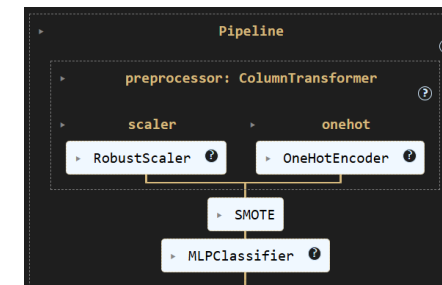 Pipeline
preprocessor: ColumnTransformer
?
scaler
onehot
RobustScaler ?
OneHotEncoder ?
SMOTE
MLPClassifier ?